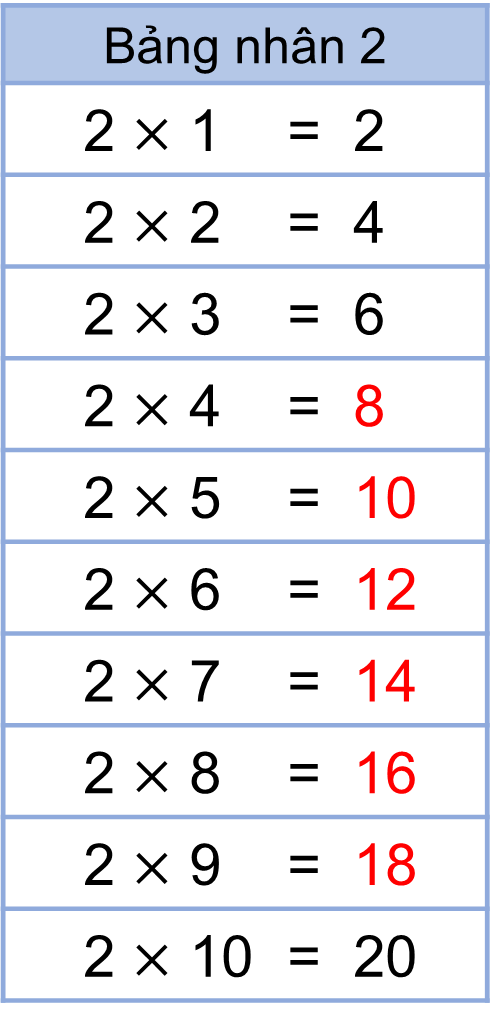 Bảng nhân 2
2 × 1 = 2
2 × 2 = 4
2 × 3 = 6
2 × 4 = 8
2 × 5 = 10
2 × 6 = 12
2 × 7 = 14
2 × 8 = 16
2 × 9 = 18
2 × 10 = 20